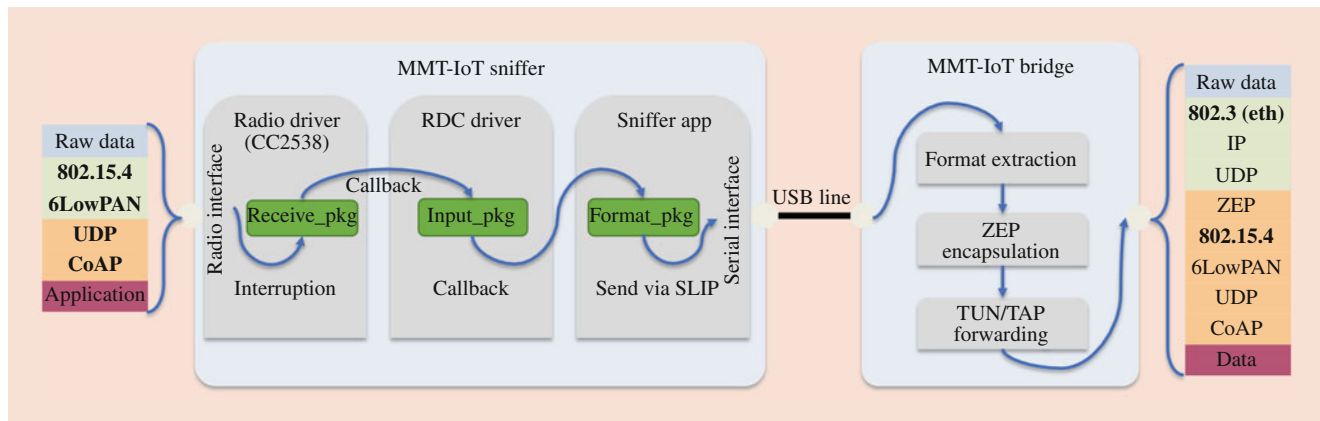 Raw data
802.15.4
6LowPAN
UDP
CoAP
Application
MMT-IoT sniffer
Radio interface
Radio driver
(CC2538)
Receive_pkg
Interruption
Callback
RDC driver
Input_pkg
Callback
Sniffer app
Format_pkg
Send via SLIP
Serial interface
USB line
MMT-IoT bridge
Format extraction
ZEP
encapsulation
TUN/TAP
forwarding
Raw data
802.3 (eth)
IP
UDP
ZEP
802.15.4
6LowPAN
UDP
CoAP
Data